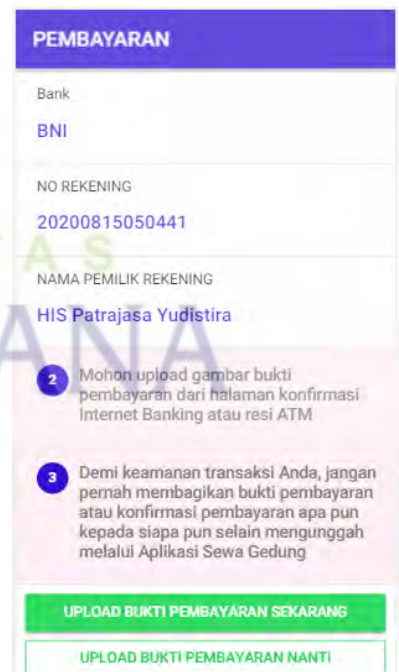 PEMBAYARAN
Bank
BNI
NO REKENING
20200815050441
NAMA PEMILIK REKENING
HIS Patrajasa Yudistira
2 Mohon upload gambar bukti
pembayaran dari halaman konfirmasi
Internet Banking atau resi ATM
3 Demi keamanan transaksi Anda, jangan
pernah membagikan bukti pembayaran
atau konfirmasi pembayaran apa pun
kepada siapa pun selain mengunggah
melalui Aplikasi Sewa Gedung
UPLOAD BUKTI PEMBAYARAN SEKARANG
UPLOAD BUKTI PEMBAYARAN NANTI